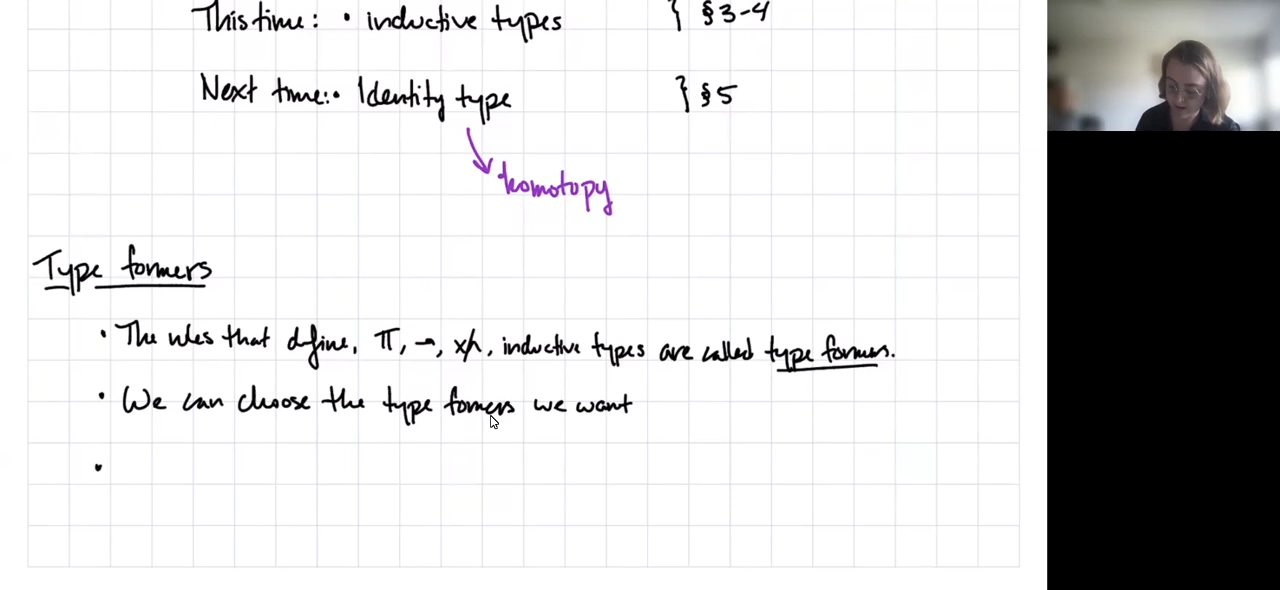 This time: • inductive types } §3-4
Next time: • Identity type } §5
homotopy
Type formers
• The rules that define, Π, →, ×/∧, inductive types are called type formers.
• We can choose the type formers we want
•